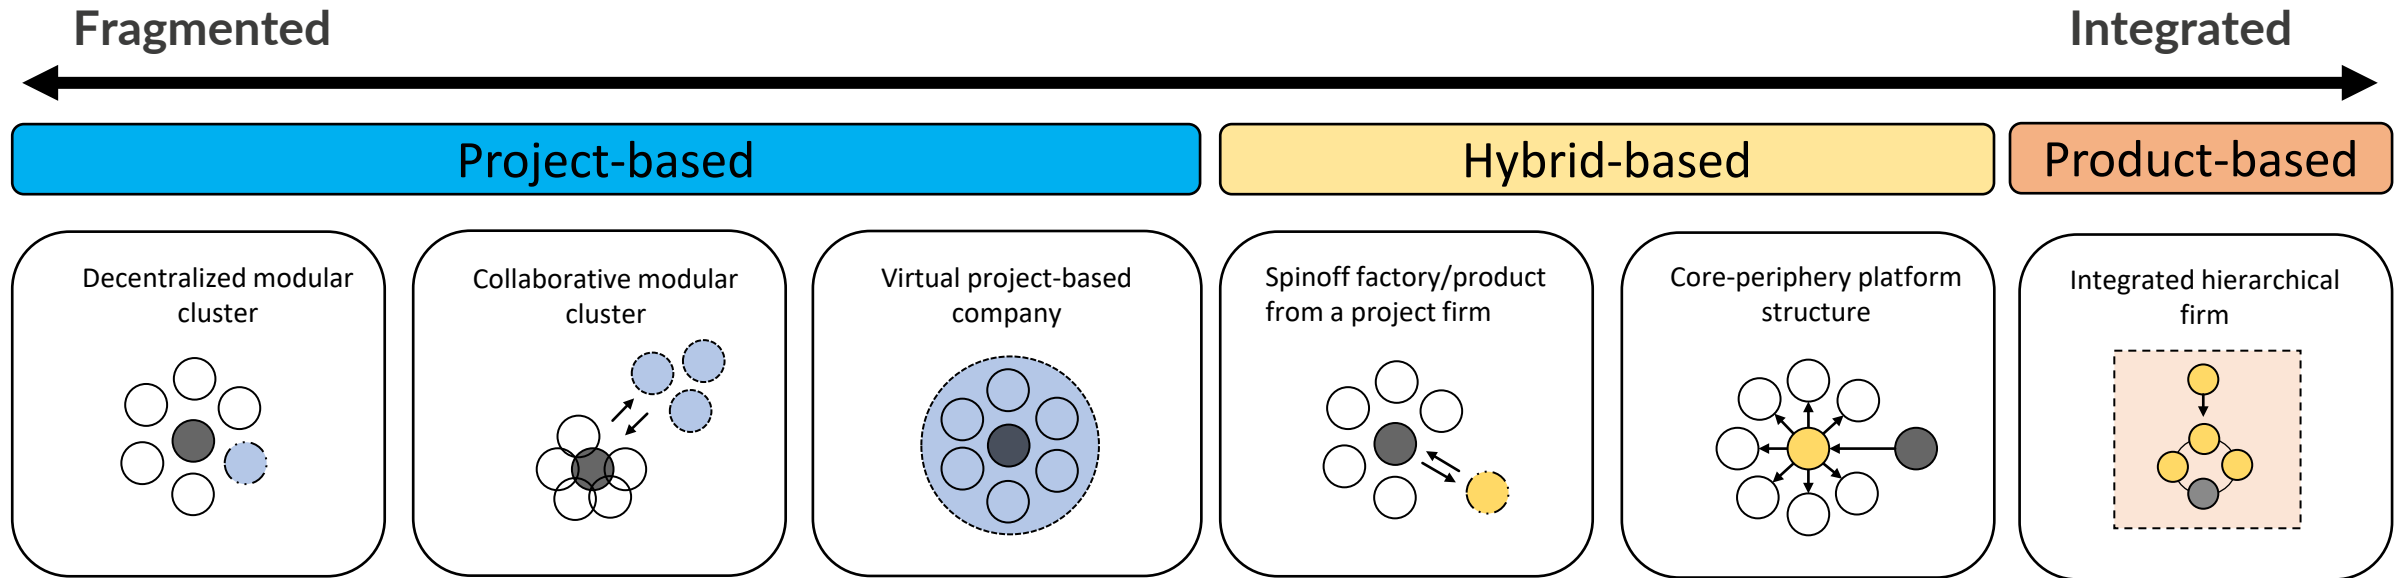 Fragmented
Integrated
Project-based
Hybrid-based
Product-based
Decentralized modular
cluster
Collaborative modular
cluster
Virtual project-based
company
Spinoff factory/product
from a project firm
Core-periphery platform
structure
Integrated hierarchical
firm